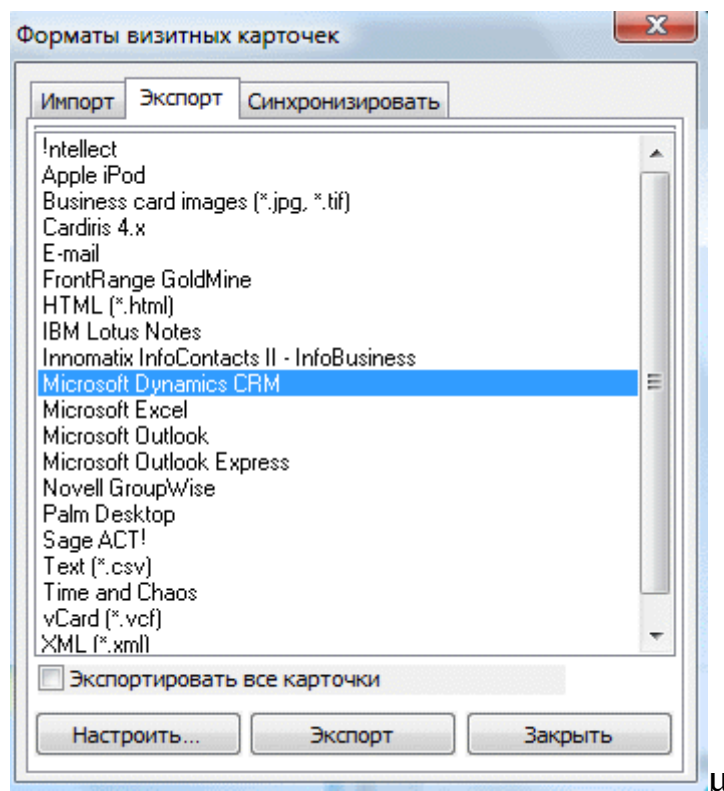 Форматы визитных карточек
Импорт Экспорт Синхронизировать
!ntellect
Apple iPod
Business card images (*.jpg, *.tif)
Cardiris 4.x
E-mail
FrontRange GoldMine
HTML (*.html)
IBM Lotus Notes
Innomatix InfoContacts II - InfoBusiness
Microsoft Dynamics CRM
Microsoft Excel
Microsoft Outlook
Microsoft Outlook Express
Novell GroupWise
Palm Desktop
Sage ACT!
Text (*.csv)
Time and Chaos
vCard (*.vcf)
XML (*.xml)
Экспортировать все карточки
Настроить... Экспорт Закрыть